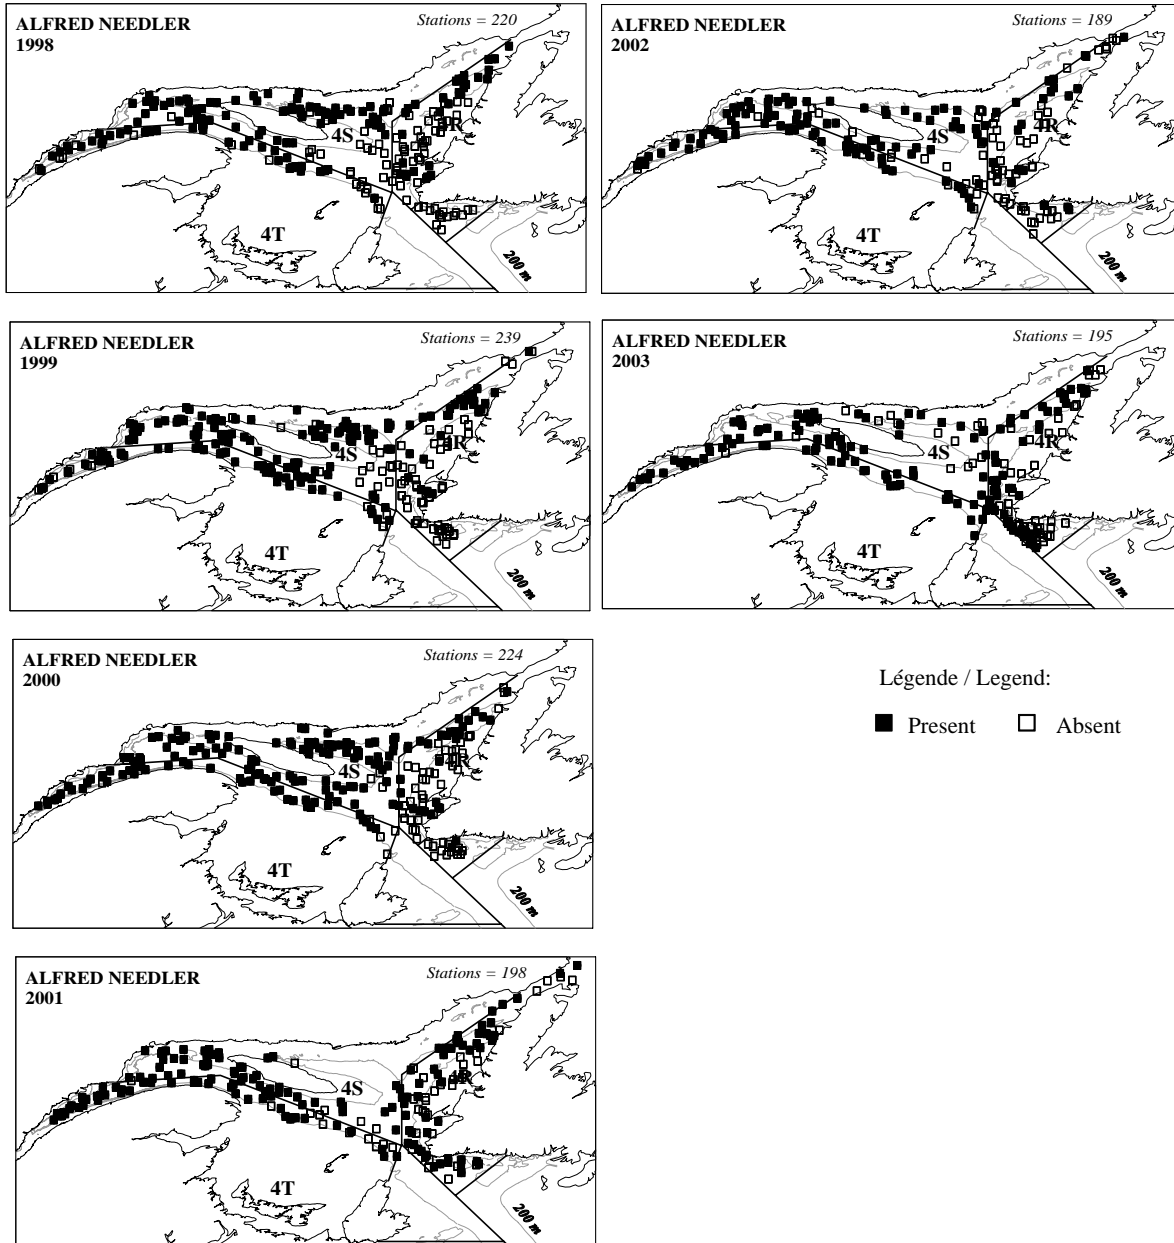 ALFRED NEEDLER
1998
Stations = 220
4S
4R
4T
200 m
ALFRED NEEDLER
2002
Stations = 189
4S
4R
4T
200 m
ALFRED NEEDLER
1999
Stations = 239
4S
4R
4T
200 m
ALFRED NEEDLER
2003
Stations = 195
4S
4R
4T
200 m
ALFRED NEEDLER
2000
Stations = 224
4S
4R
4T
200 m
Légende / Legend:
Present
Absent
ALFRED NEEDLER
2001
Stations = 198
4S
4R
4T
200 m